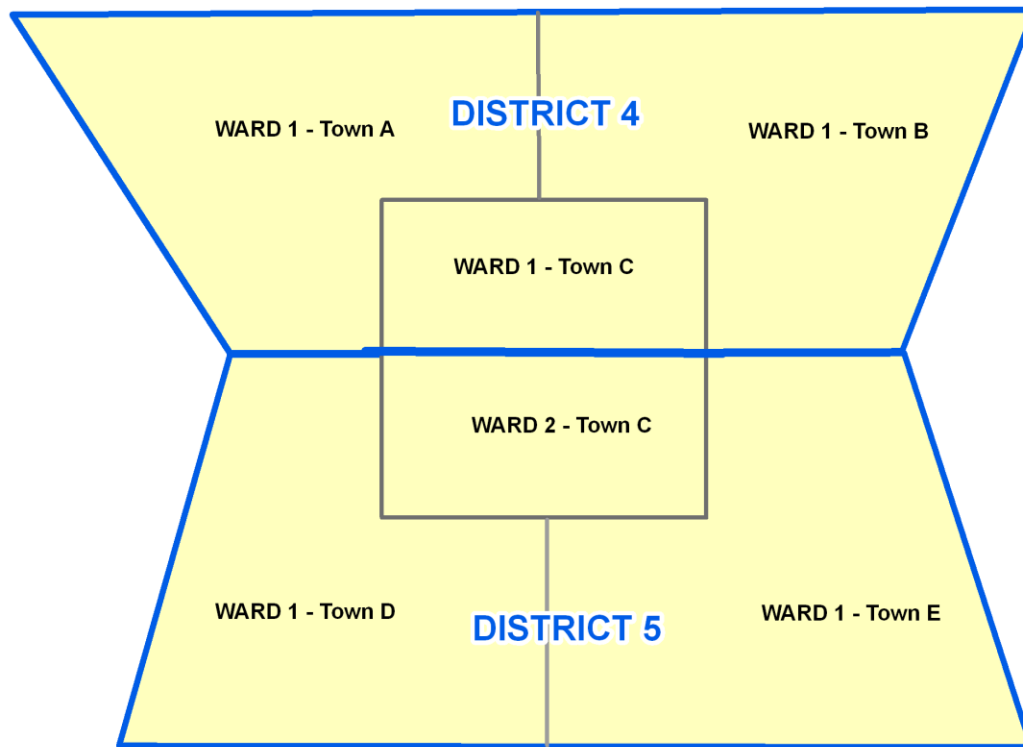 DISTRICT 4
WARD 1 - Town A
WARD 1 - Town B
WARD 1 - Town C
WARD 2 - Town C
WARD 1 - Town D
WARD 1 - Town E
DISTRICT 5